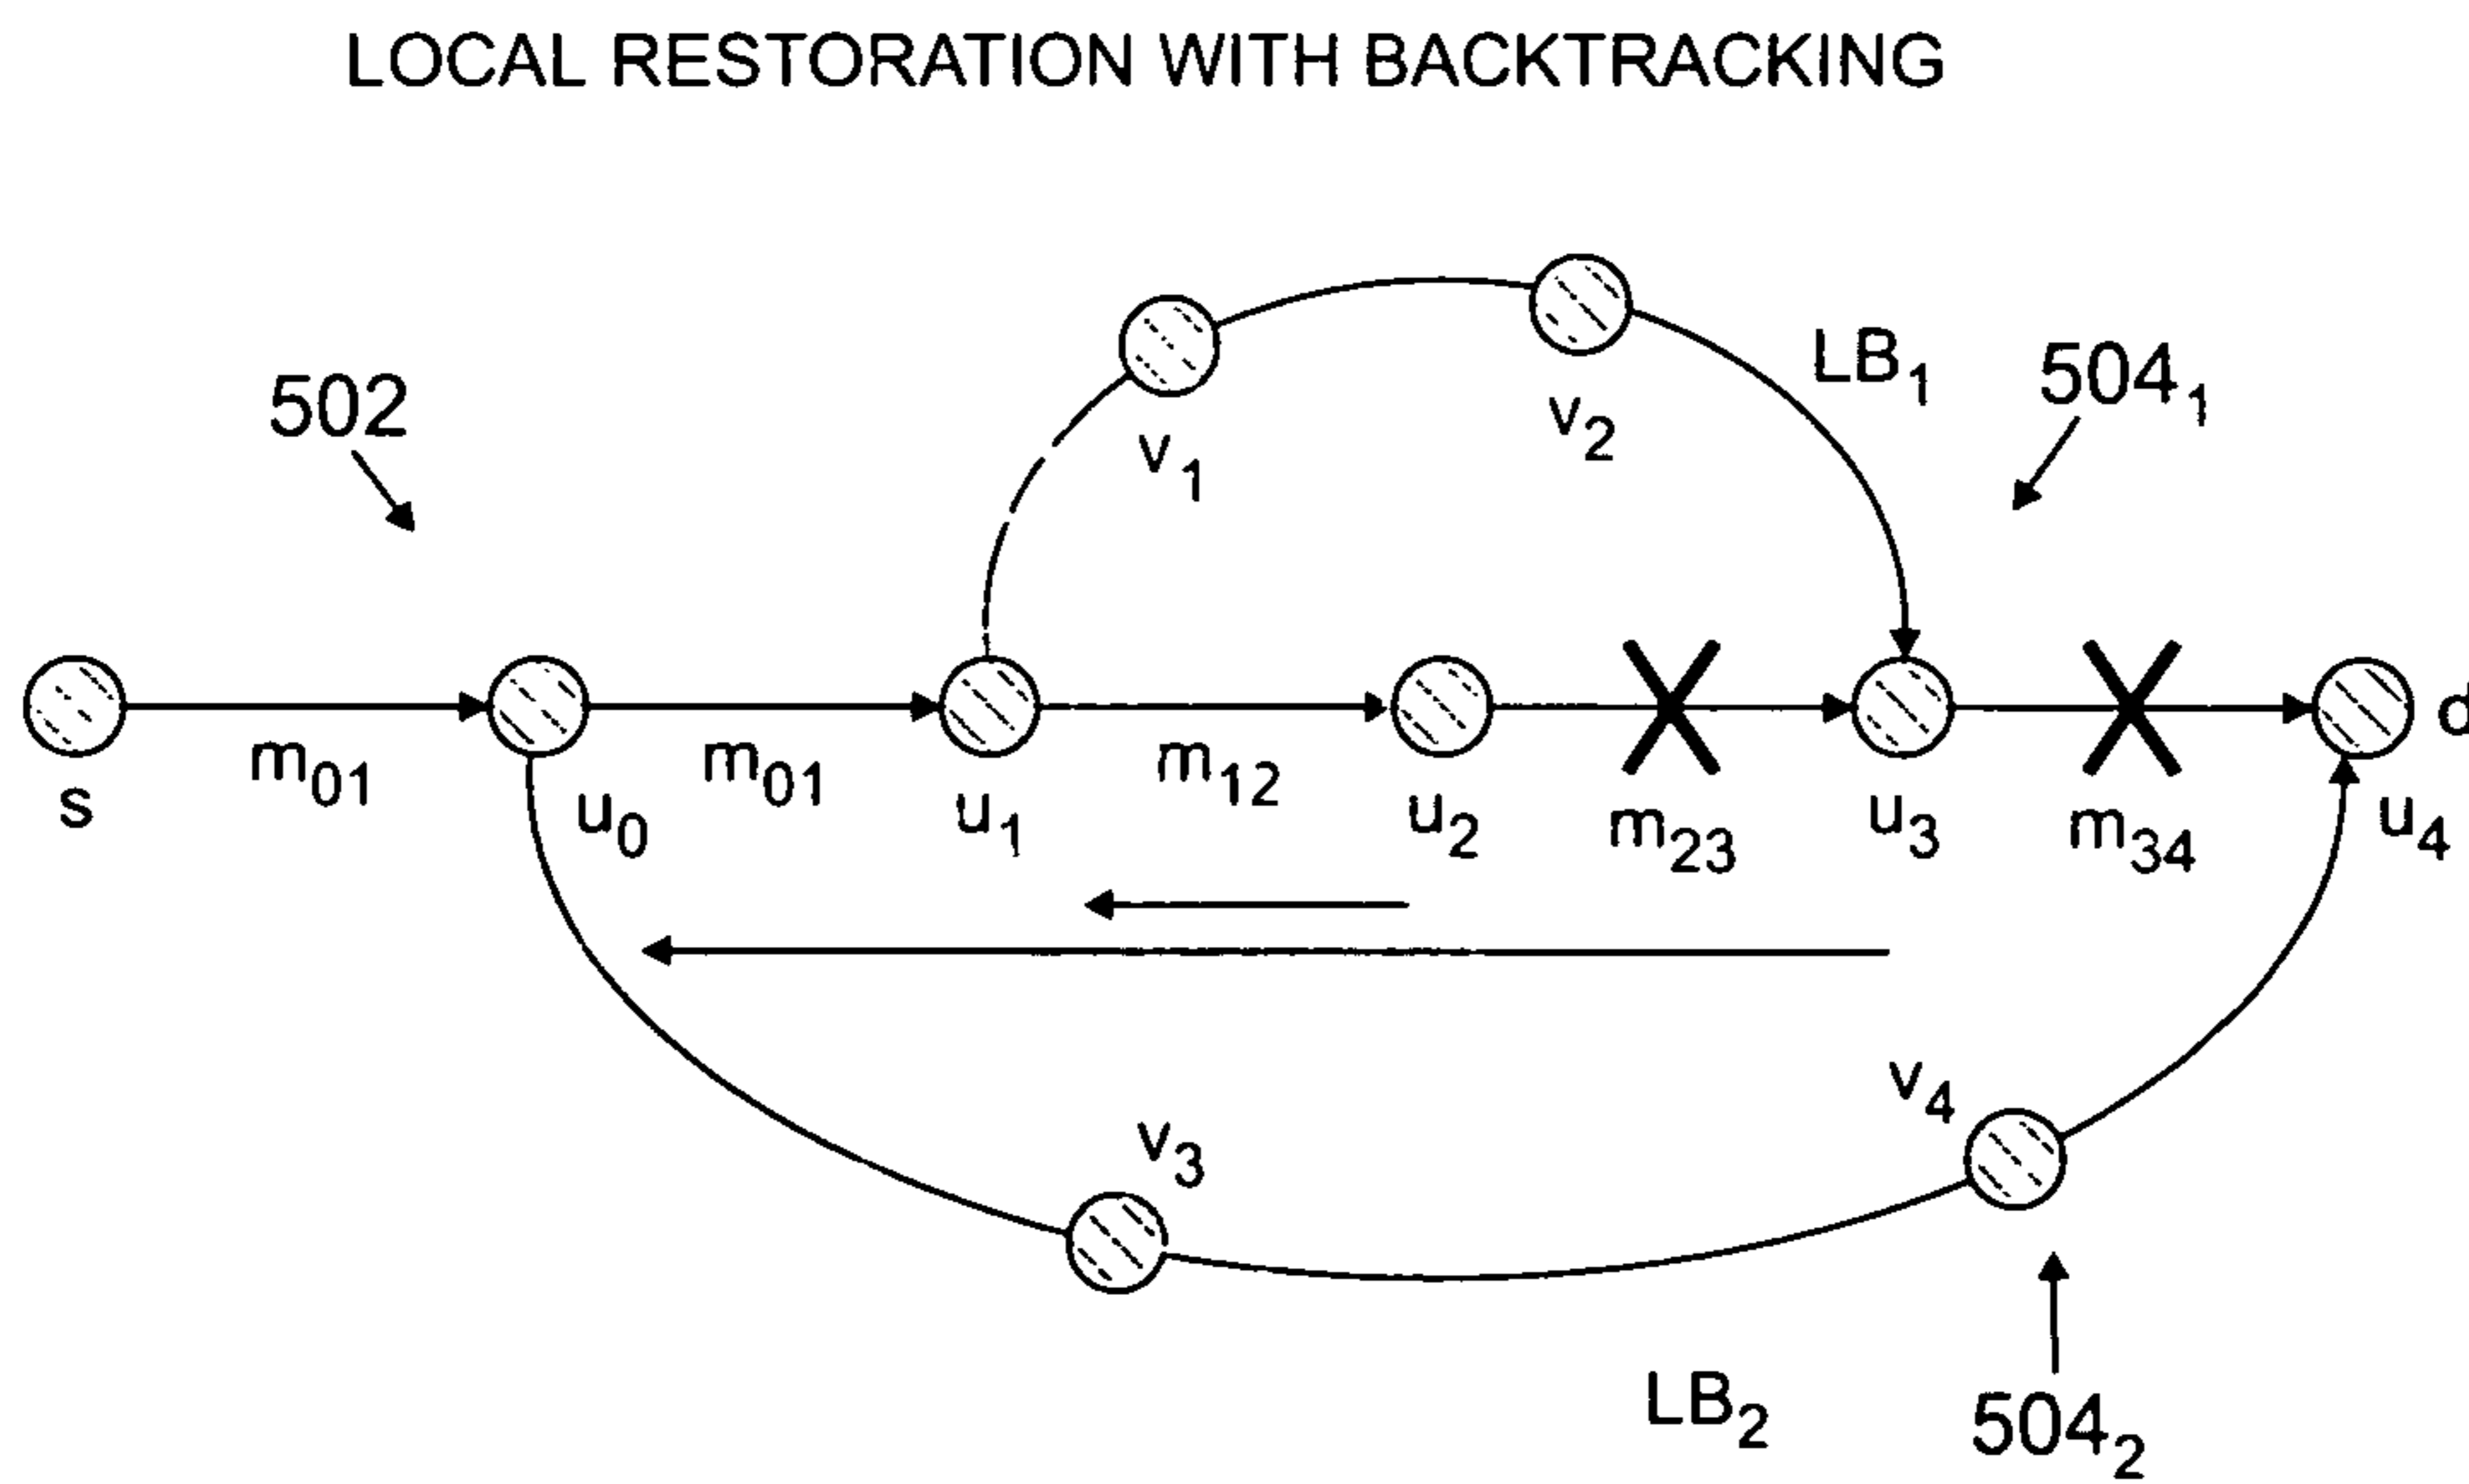 LOCAL RESTORATION WITH BACKTRACKING
502
v₁
v₂
LB₁
504₁
s
m₀₁
u₀
m₀₁
u₁
m₁₂
u₂
m₂₃
u₃
m₃₄
u₄
v₃
v₄
LB₂
504₂